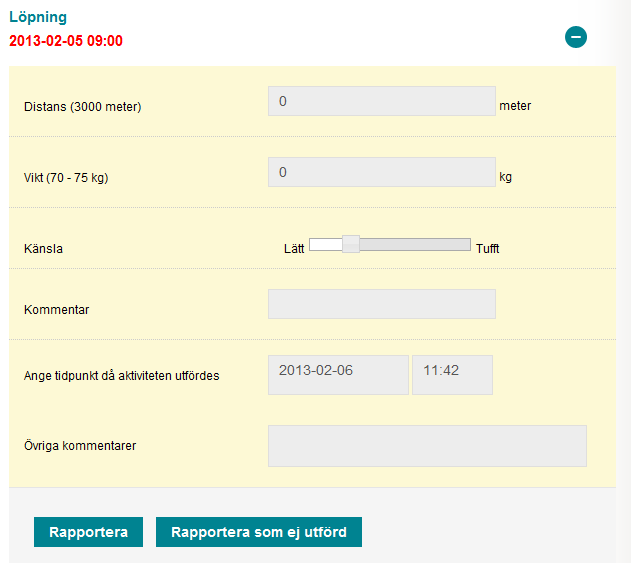 Löpning
2013-02-05 09:00
Distans (3000 meter) 0 meter
Vikt (70 - 75 kg) 0 kg
Känsla Lätt Tufft
Kommentar
Ange tidpunkt då aktiviteten utfördes 2013-02-06 11:42
Övriga kommentarer
Rapportera Rapportera som ej utförd